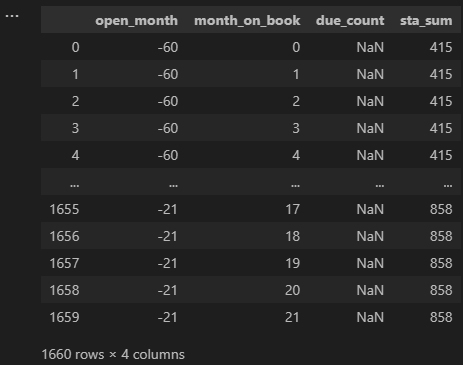 ...
open_month month_on_book due_count sta_sum
0 -60 0 NaN 415
1 -60 1 NaN 415
2 -60 2 NaN 415
3 -60 3 NaN 415
4 -60 4 NaN 415
... ... ... ... ...
1655 -21 17 NaN 858
1656 -21 18 NaN 858
1657 -21 19 NaN 858
1658 -21 20 NaN 858
1659 -21 21 NaN 858
1660 rows × 4 columns